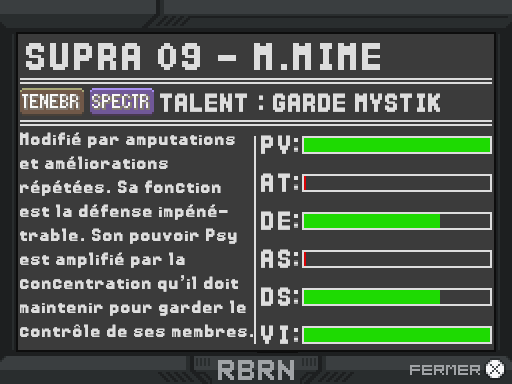 SUPRA 09 - M.MIME
TENEBR SPECTR TALENT : GARDE MYSTIK
Modifié par amputations
et améliorations
répétées. Sa fonction
est la défense impéné-
trable. Son pouvoir Psy
est amplifié par la
concentration qu'il doit
maintenir pour garder le
contrôle de ses membres.
PV:
AT:
DE:
AS:
DS:
VI:
RBRN
FERMER